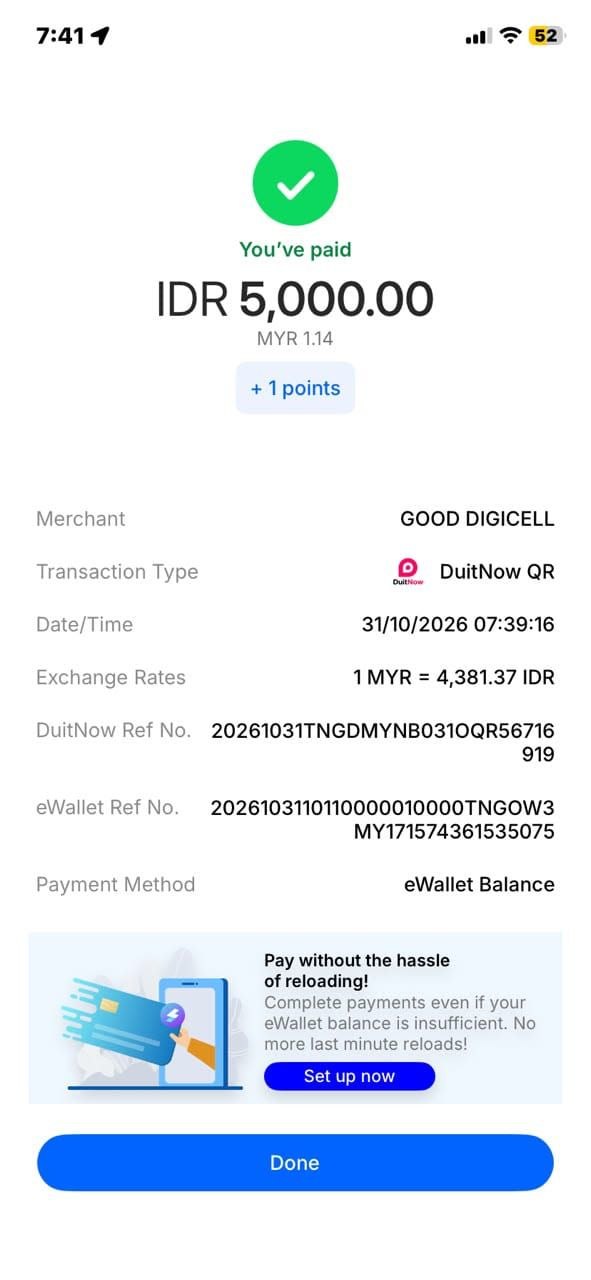 7:41
52
You've paid
IDR 5,000.00
MYR 1.14
+ 1 points
Merchant GOOD DIGICELL
Transaction Type DuitNow DuitNow QR
Date/Time 31/10/2026 07:39:16
Exchange Rates 1 MYR = 4,381.37 IDR
DuitNow Ref No. 20261031TNGDMYNB031OQR56716
919
eWallet Ref No. 2026103110110000010000TNGOW3
MY171574361535075
Payment Method eWallet Balance
Pay without the hassle
of reloading!
Complete payments even if your
eWallet balance is insufficient. No
more last minute reloads!
Set up now
Done